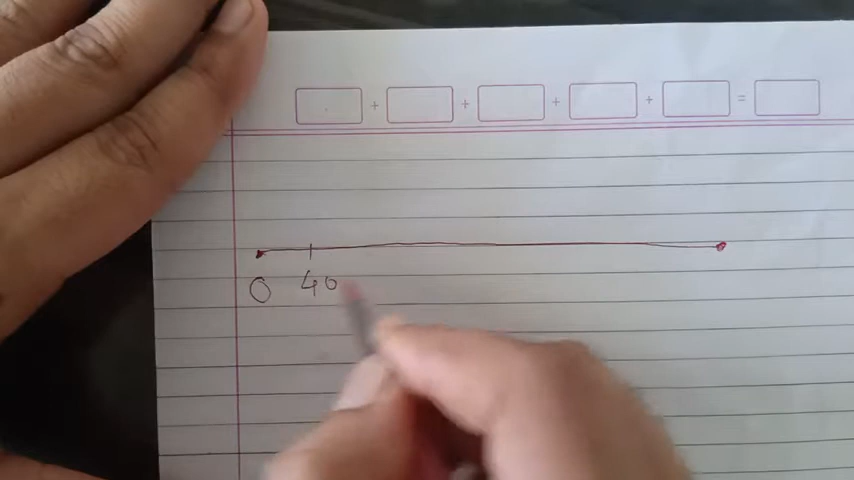 + + + + =
0 40